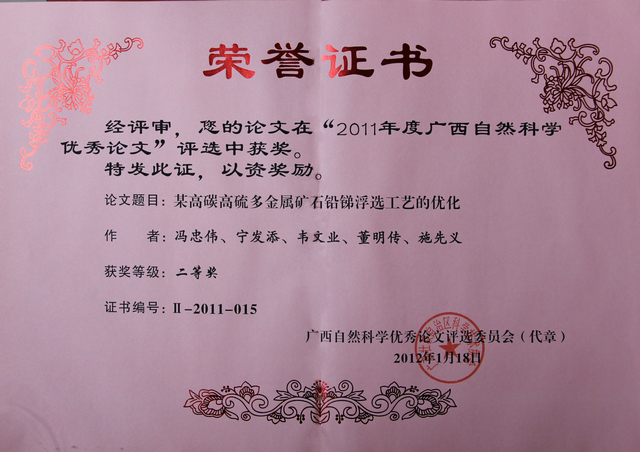 荣誉证书
经评审，您的论文在“2011年度广西自然科学
优秀论文”评选中获奖。
特发此证，以资奖励。
论文题目：某高碳高硫多金属矿石铅锑浮选工艺的优化
作 者：冯忠伟、宁发添、韦文业、董明传、施先义
获奖等级：二等奖
证书编号：Ⅱ-2011-015
广西自然科学优秀论文评选委员会（代章）
2012年1月18日